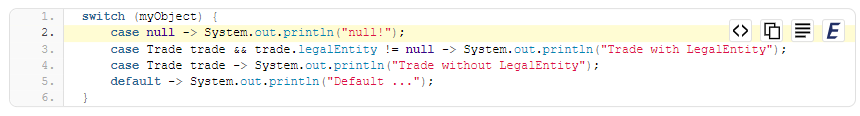 1. switch (myObject) {
2.     case null -> System.out.println("null!");
3.     case Trade trade && trade.legalEntity != null -> System.out.println("Trade with LegalEntity");
4.     case Trade trade -> System.out.println("Trade without LegalEntity");
5.     default -> System.out.println("Default ...");
6. }
E